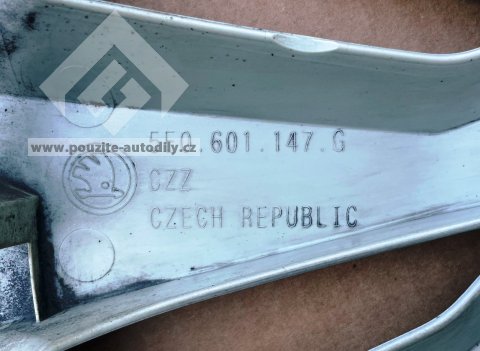 5E0.601.147.G
www.pouzite-autodily.cz
CZZ
CZECH REPUBLIC